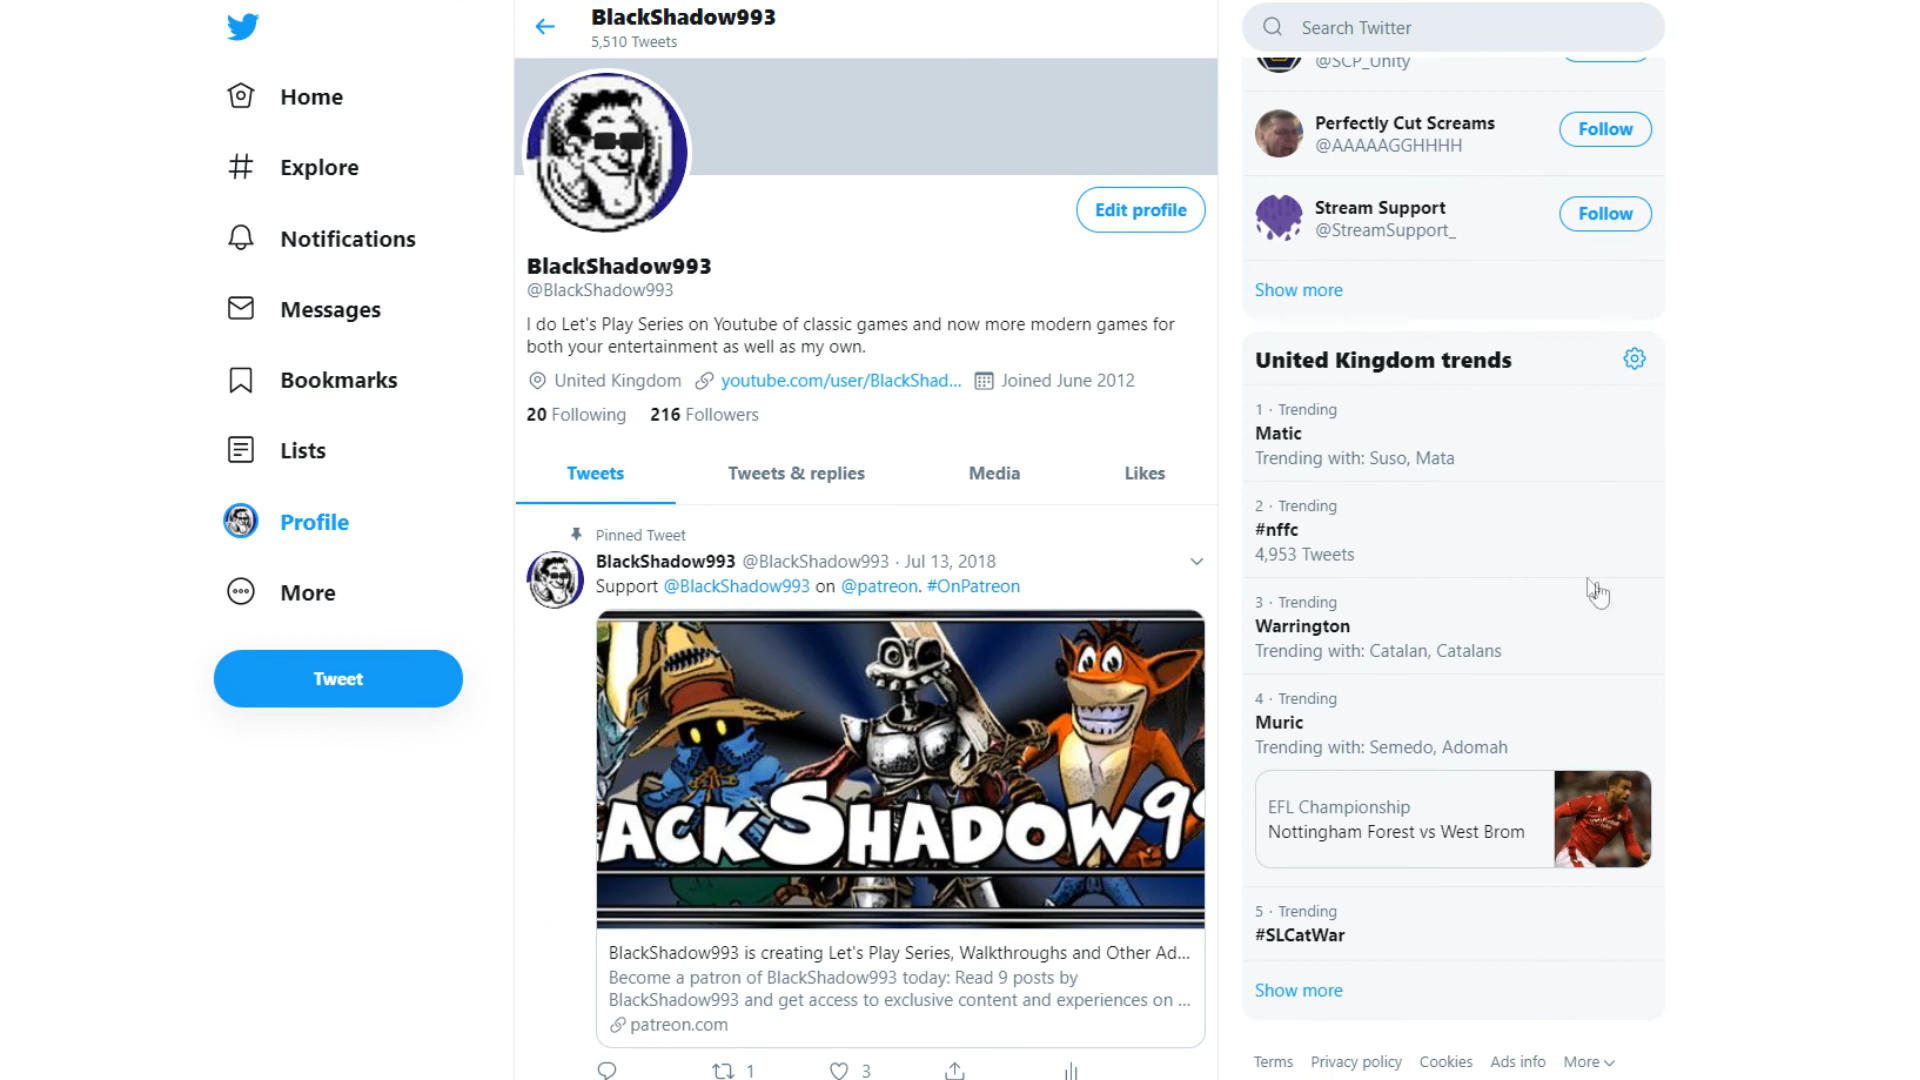 Home
Explore
Notifications
Messages
Bookmarks
Lists
Profile
More
Tweet
BlackShadow993
5,510 Tweets
Edit profile
BlackShadow993
@BlackShadow993
I do Let's Play Series on Youtube of classic games and now more modern games for
both your entertainment as well as my own.
United Kingdom youtube.com/user/BlackShad... Joined June 2012
20 Following 216 Followers
Tweets Tweets & replies Media Likes
Pinned Tweet
BlackShadow993 @BlackShadow993 · Jul 13, 2018
Support @BlackShadow993 on @patreon. #OnPatreon
ACKSHADOW9
BlackShadow993 is creating Let's Play Series, Walkthroughs and Other Ad...
Become a patron of BlackShadow993 today: Read 9 posts by
BlackShadow993 and get access to exclusive content and experiences on ...
patreon.com
1 3
Search Twitter
@SCP_Unity
Perfectly Cut Screams
@AAAAAGGHHHH
Follow
Stream Support
@StreamSupport_
Follow
Show more
United Kingdom trends
1 · Trending
Matic
Trending with: Suso, Mata
2 · Trending
#nffc
4,953 Tweets
3 · Trending
Warrington
Trending with: Catalan, Catalans
4 · Trending
Muric
Trending with: Semedo, Adomah
EFL Championship
Nottingham Forest vs West Brom
5 · Trending
#SLCatWar
Show more
Terms Privacy policy Cookies Ads info More